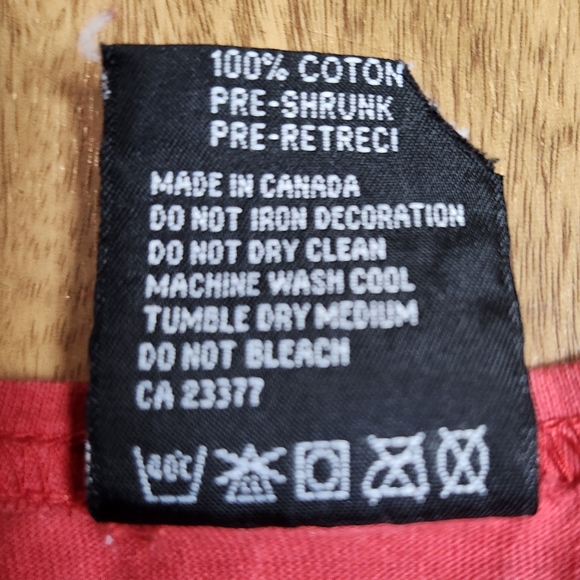 100% COTON
PRE-SHRUNK
PRE-RETRECI
MADE IN CANADA
DO NOT IRON DECORATION
DO NOT DRY CLEAN
MACHINE WASH COOL
TUMBLE DRY MEDIUM
DO NOT BLEACH
CA 23377
40C